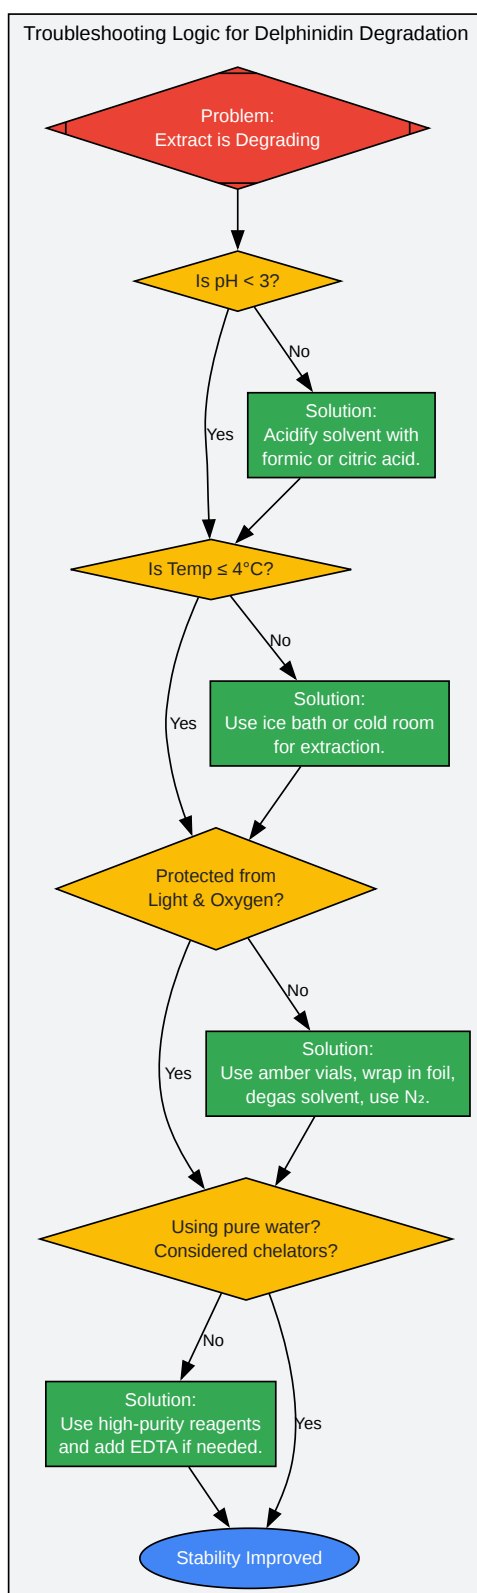 Troubleshooting Logic for Delphinidin Degradation
Problem:
Extract is Degrading
Is pH < 3?
No
Yes
Solution:
Acidify solvent with
formic or citric acid.
Is Temp ≤ 4°C?
No
Yes
Solution:
Use ice bath or cold room
for extraction.
Protected from
Light & Oxygen?
No
Yes
Solution:
Use amber vials, wrap in foil,
degas solvent, use N₂.
Using pure water?
Considered chelators?
No
Yes
Solution:
Use high-purity reagents
and add EDTA if needed.
Stability Improved